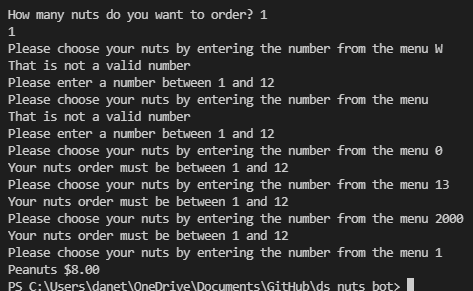 How many nuts do you want to order? 1
1
Please choose your nuts by entering the number from the menu W
That is not a valid number
Please enter a number between 1 and 12
Please choose your nuts by entering the number from the menu
That is not a valid number
Please enter a number between 1 and 12
Please choose your nuts by entering the number from the menu 0
Your nuts order must be between 1 and 12
Please choose your nuts by entering the number from the menu 13
Your nuts order must be between 1 and 12
Please choose your nuts by entering the number from the menu 2000
Your nuts order must be between 1 and 12
Please choose your nuts by entering the number from the menu 1
Peanuts $8.00
PS C:\Users\danet\OneDrive\Documents\GitHub\ds nuts bot>